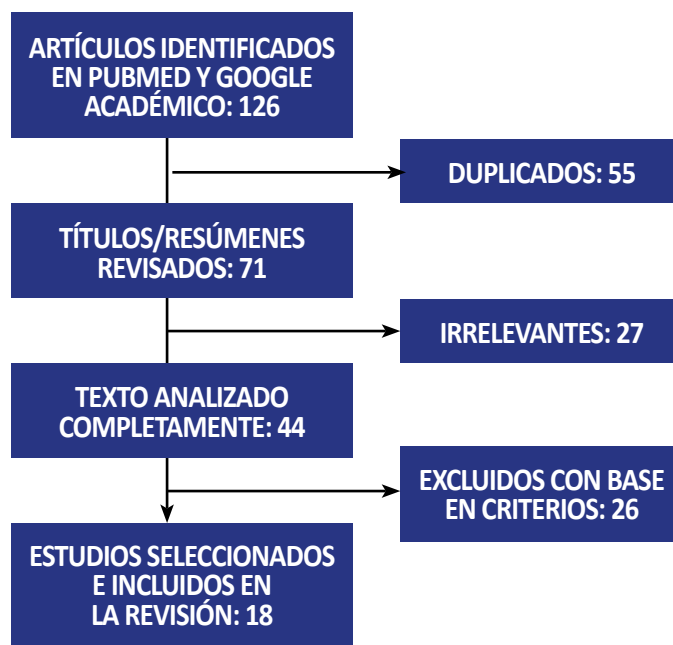 ARTÍCULOS IDENTIFICADOS
EN PUBMED Y GOOGLE
ACADÉMICO: 126
DUPLICADOS: 55
TÍTULOS/RESÚMENES
REVISADOS: 71
IRRELEVANTES: 27
TEXTO ANALIZADO
COMPLETAMENTE: 44
EXCLUIDOS CON BASE
EN CRITERIOS: 26
ESTUDIOS SELECCIONADOS
E INCLUIDOS EN
LA REVISIÓN: 18